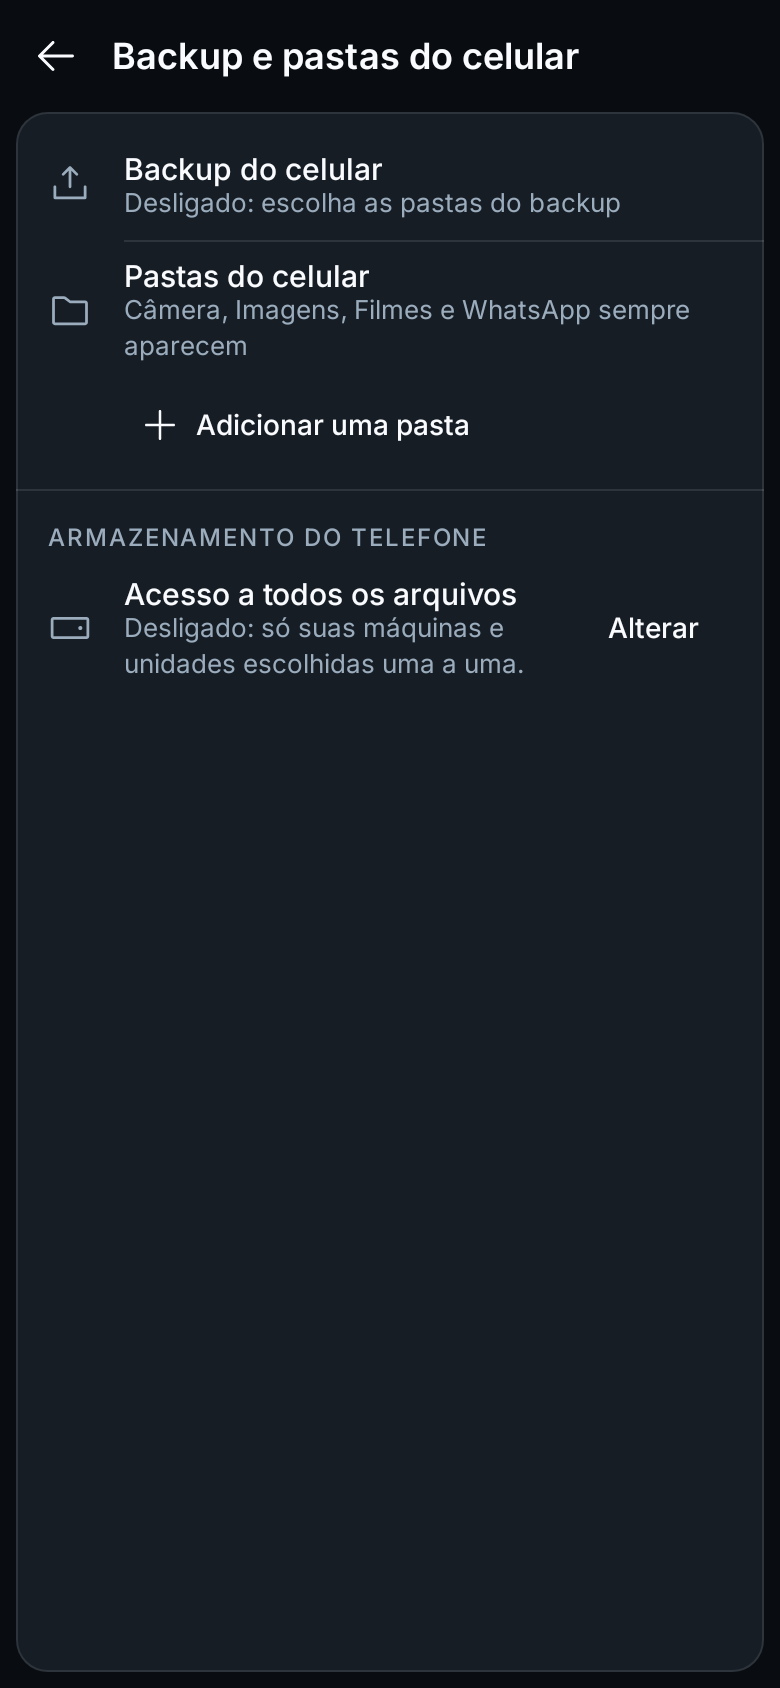 Backup e pastas do celular
Backup do celular
Desligado: escolha as pastas do backup
Pastas do celular
Câmera, Imagens, Filmes e WhatsApp sempre
aparecem
Adicionar uma pasta
ARMAZENAMENTO DO TELEFONE
Acesso a todos os arquivos
Desligado: só suas máquinas e
unidades escolhidas uma a uma.
Alterar